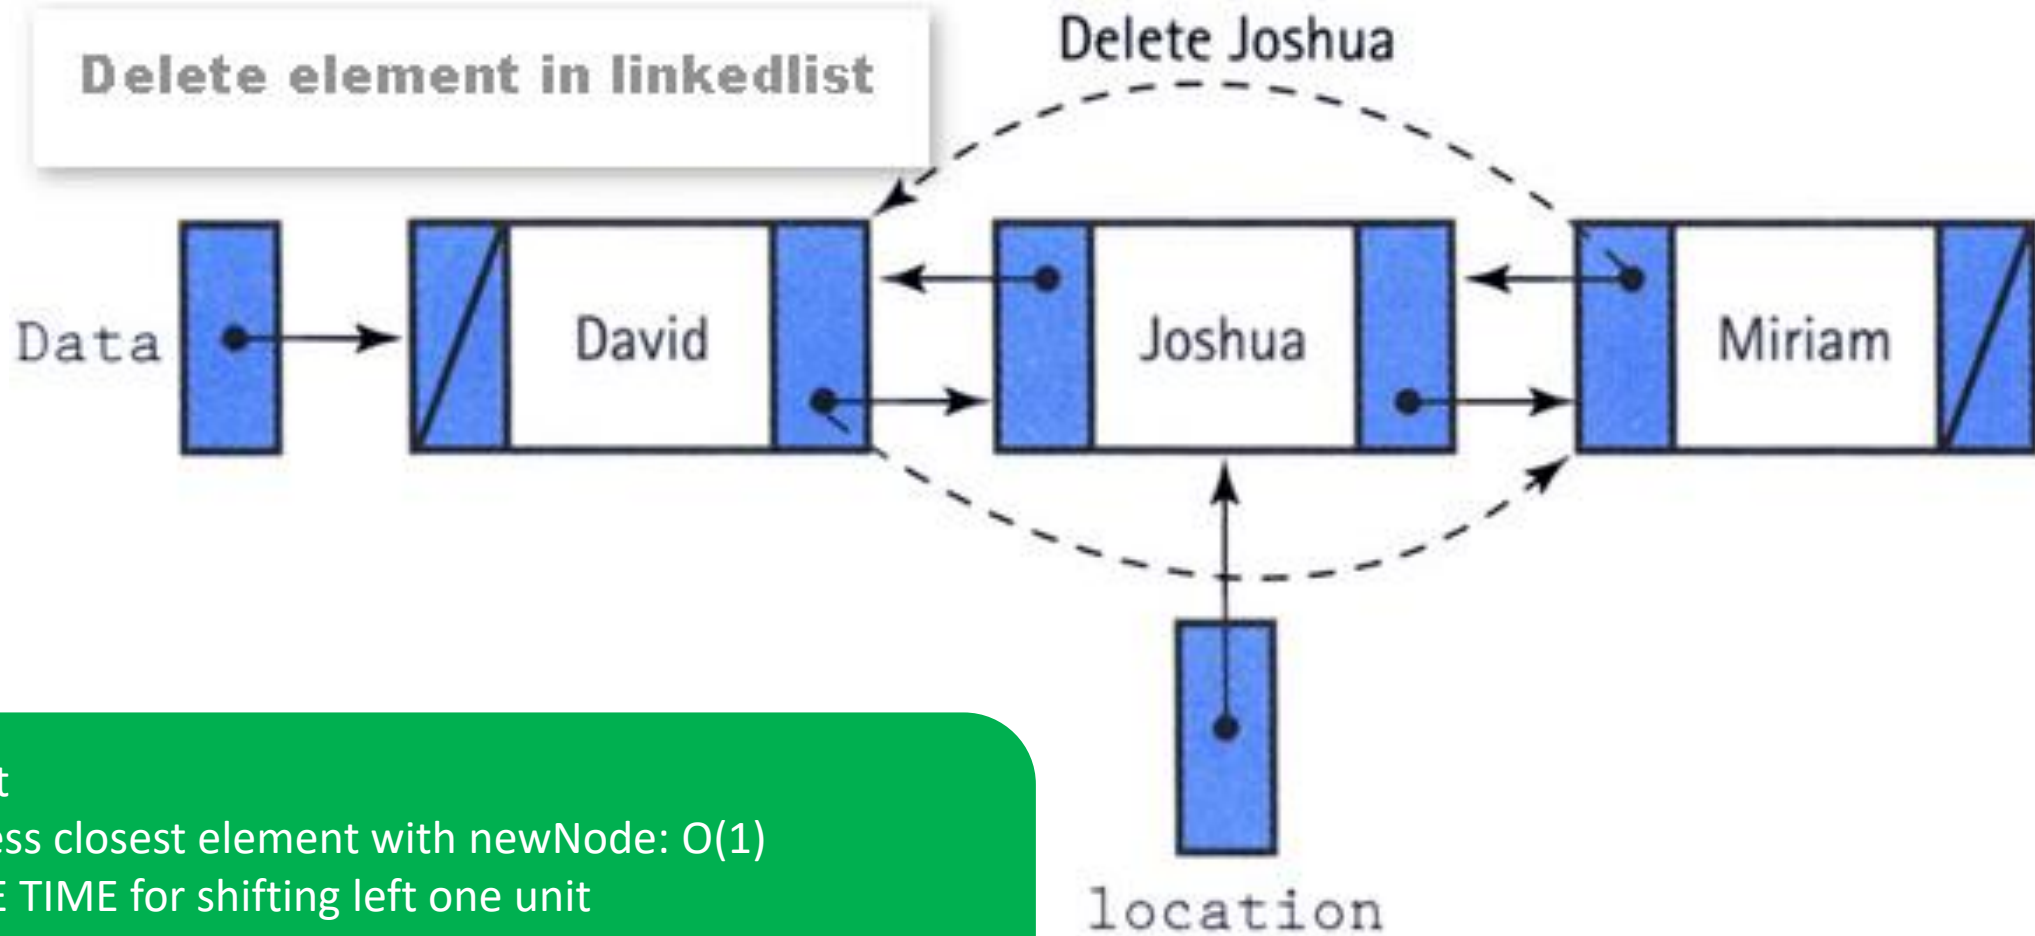 Delete element in linkedlist
Delete Joshua
Data
David
Joshua
Miriam
closest element with newNode: O(1)
TIME for shifting left one unit
location